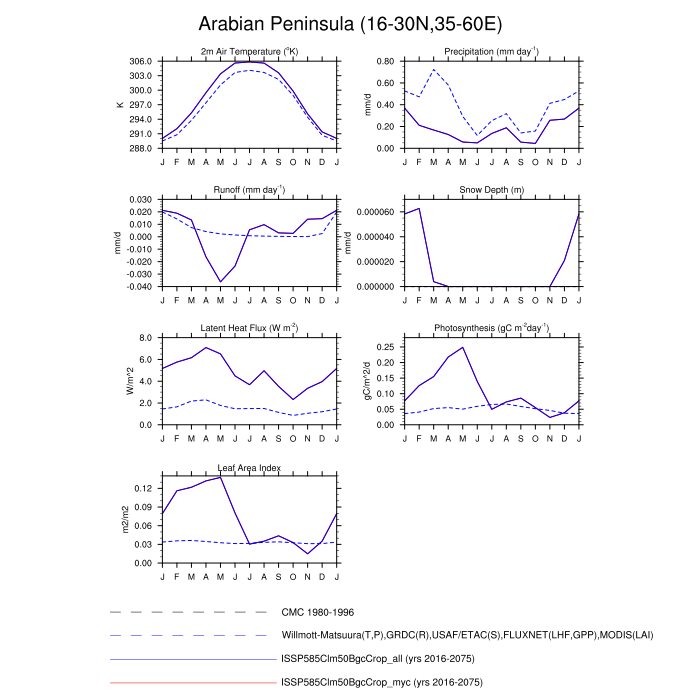 Arabian Peninsula (16-30N,35-60E)
2m Air Temperature (°K)
306.0
303.0
300.0
297.0
294.0
291.0
288.0
K
J F M A M J J A S O N D J
Precipitation (mm day⁻¹)
0.80
0.60
0.40
0.20
0.00
mm/d
J F M A M J J A S O N D J
Runoff (mm day⁻¹)
0.030
0.020
0.010
0.000
-0.010
-0.020
-0.030
-0.040
mm/d
J F M A M J J A S O N D J
Snow Depth (m)
0.000060
0.000040
0.000020
0.000000
mm/d
J F M A M J J A S O N D J
Latent Heat Flux (W m⁻²)
8.0
6.0
4.0
2.0
0.0
W/m^2
J F M A M J J A S O N D J
Photosynthesis (gC m⁻²day⁻¹)
0.25
0.20
0.15
0.10
0.05
0.00
gC/m^2/d
J F M A M J J A S O N D J
Leaf Area Index
0.12
0.09
0.06
0.03
0.00
m2/m2
J F M A M J J A S O N D J
CMC 1980-1996
Willmott-Matsuura(T,P),GRDC(R),USAF/ETAC(S),FLUXNET(LHF,GPP),MODIS(LAI)
ISSP585Clm50BgcCrop_all (yrs 2016-2075)
ISSP585Clm50BgcCrop_myc (yrs 2016-2075)